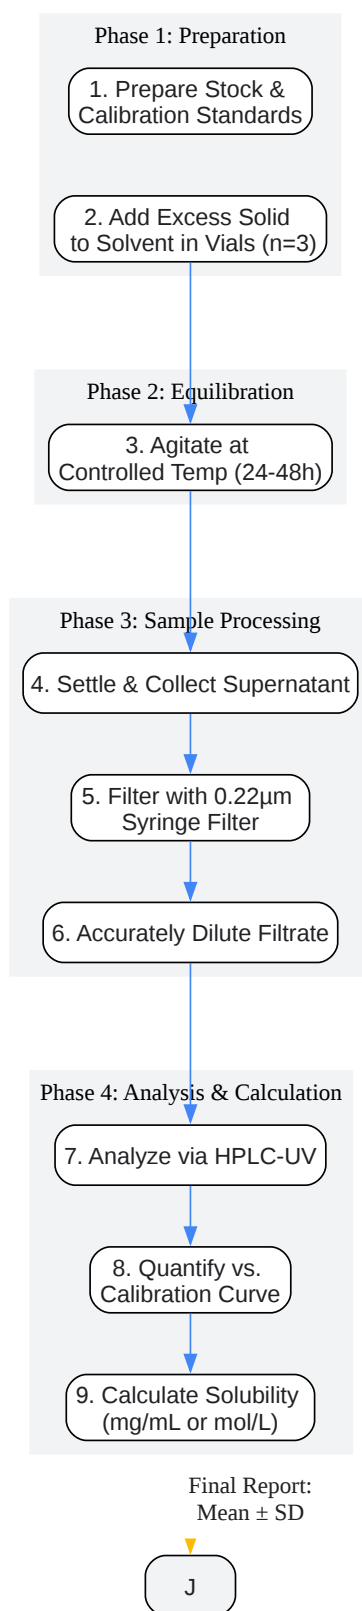 Phase 1: Preparation
1. Prepare Stock &
Calibration Standards
2. Add Excess Solid
to Solvent in Vials (n=3)
Phase 2: Equilibration
3. Agitate at
Controlled Temp (24-48h)
Phase 3: Sample Processing
4. Settle & Collect Supernatant
5. Filter with 0.22µm
Syringe Filter
6. Accurately Dilute Filtrate
Phase 4: Analysis & Calculation
7. Analyze via HPLC-UV
8. Quantify vs.
Calibration Curve
9. Calculate Solubility
(mg/mL or mol/L)
Final Report:
Mean ± SD
J